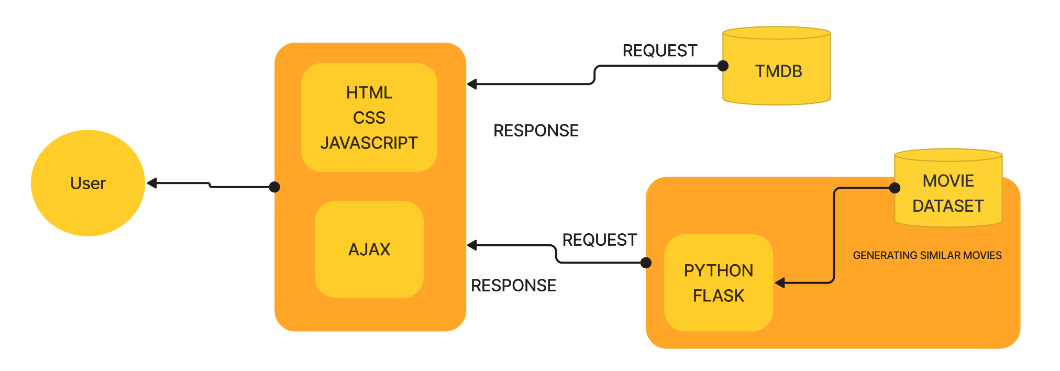 REQUEST
TMDB
HTML
CSS
JAVASCRIPT
RESPONSE
User
MOVIE
DATASET
AJAX
REQUEST
GENERATING SIMILAR MOVIES
RESPONSE
PYTHON
FLASK